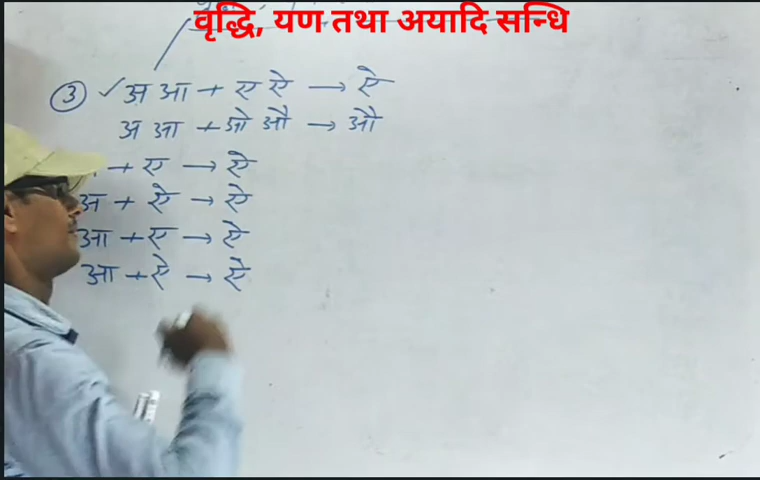 वृद्धि, यण तथा अयादि सन्धि
③ ✓ अ आ + ए ऐ → ऐ
अ आ + ओ औ → औ
+ ए → ऐ
अ + ऐ → ऐ
आ + ए → ऐ
आ + ऐ → ऐ